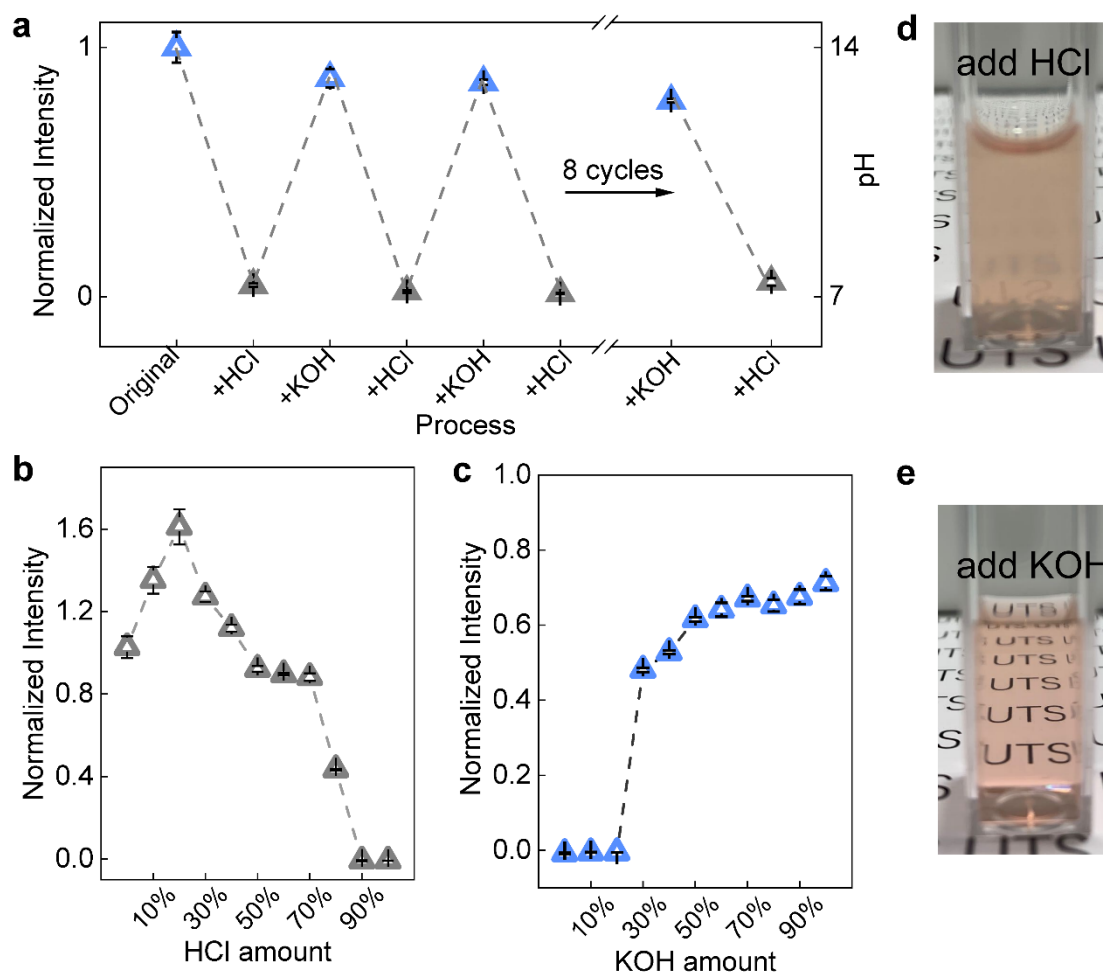 a
1
0
Normalized Intensity
14
7
pH
8 cycles
Original
+HCl
+KOH
+HCl
+KOH
+HCl
+KOH
+HCl
Process
b
1.6
1.2
0.8
0.4
0.0
Normalized Intensity
10%
30%
50%
70%
90%
HCl amount
c
1.0
0.8
0.6
0.4
0.2
0.0
Normalized Intensity
10%
30%
50%
70%
90%
KOH amount
d
add HCl
UTS
e
add KOH
UTS
UTS
UTS
UTS
UTS
UTS